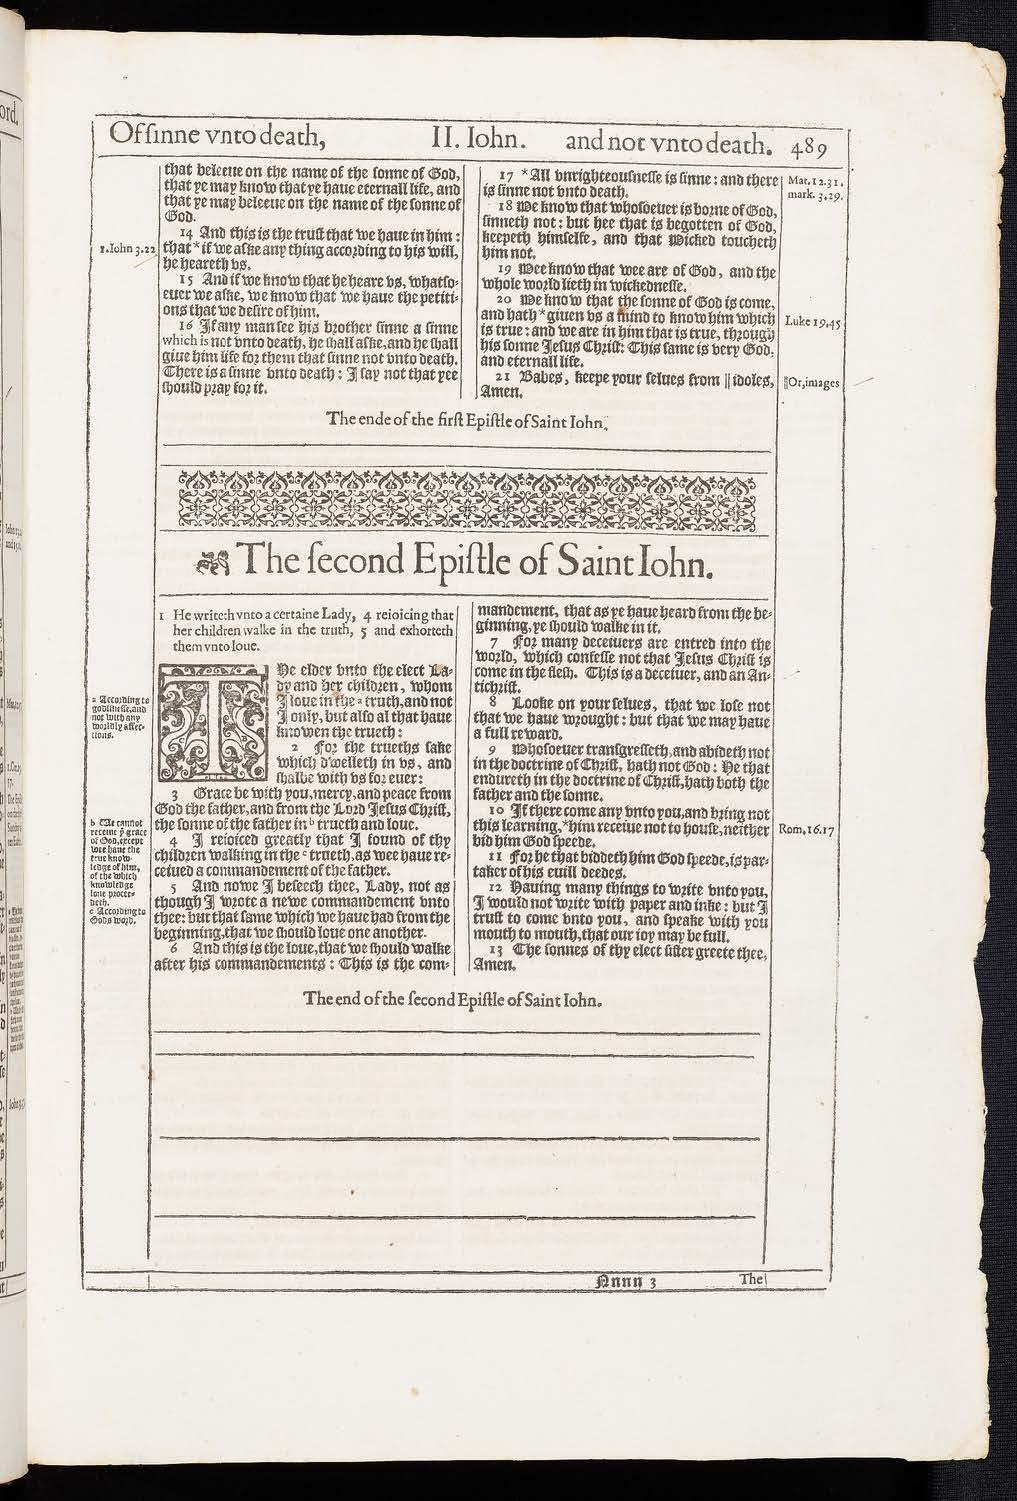 Of sinne vnto death, II. Iohn. and not vnto death. 489
that beleeue on the name of the sonne of God,
that ye may know that ye haue eternall life, and
that ye may beleeue on the name of the sonne of
God.
14 And this is the trust that we haue in him:
1. Iohn 3.22
that * if we aske any thing according to his will,
he heareth vs.
15 And if we know that he heare vs, whatso-
euer we aske, we know that we haue the petiti-
ons that we desire of him.
16 If any man see his brother sinne a sinne
which is not vnto death, he shall aske, and he shall
giue him life for them that sinne not vnto death.
There is a sinne vnto death: I say not that yee
should pray for it.
17 * All vnrighteousnesse is sinne: and there
is sinne not vnto death.
Mat. 12.31.
mark. 3.29.
18 We know that whosoeuer is borne of God,
sinneth not: but hee that is begotten of God,
keepeth himselfe, and that Wicked toucheth
him not.
19 Wee know that wee are of God, and the
whole world lieth in wickednesse.
20 We know that the sonne of God is come,
and hath * giuen vs a mind to know him which
Luke 19,45
is true: and we are in him that is true, through
his sonne Jesus Christ: This same is very God,
and eternall life.
21 Babes, keepe your selues from || idoles,
||Or, images
Amen.
The ende of the first Epistle of Saint Iohn.
The second Epistle of Saint Iohn.
1 He writeth vnto a certaine Lady, 4 reioicing that
her children walke in the truth, 5 and exhorteth
them vnto loue.
THe elder vnto the elect La-
dy and her children, whom
I loue in the a truth, and not
I only, but also al that haue
knowen the trueth:
2 For the trueths sake
which dwelleth in vs, and
shalbe with vs for euer:
a According to
godlinesse, and
not with any
worldly affec-
tions.
3 Grace be with you, mercy, and peace from
God the father, and from the Lord Jesus Christ,
the sonne of the father in b trueth and loue.
4 I reioiced greatly that I found of thy
children walking in the c trueth, as wee haue re-
ceiued a commandement of the father.
5 And nowe I beseech thee, Lady, not as
though I wrote a newe commandement vnto
thee: but that same which we haue had from the
beginning, that we should loue one another.
6 And this is the loue, that we should walke
after his commandements: This is the com-
b We cannot
receiue ye grace
of God, except
wee haue the
true know-
ledge of him,
of the which
knowledge
loue procee-
deth.
c According to
Gods word.
mandement, that as ye haue heard from the be-
ginning, ye should walke in it.
7 For many deceiuers are entred into the
world, which confesse not that Jesus Christ is
come in the flesh. This is a deceiuer, and an An-
tichrist.
8 Looke on your selues, that we lose not
that we haue wrought: but that we may haue
a full reward.
9 Whosoeuer transgresseth, and abideth not
in the doctrine of Christ, hath not God: He that
endureth in the doctrine of Christ, hath both the
father and the sonne.
10 If there come any vnto you, and bring not
this learning, * him receiue not to house, neither
Rom, 16.17
bid him God speede.
11 For he that biddeth him God speede, is par-
taker of his euill deedes.
12 Hauing many things to write vnto you,
I would not write with paper and inke: but I
trust to come vnto you, and speake with you
mouth to mouth, that our ioy may be full.
13 The sonnes of thy elect sister greete thee,
Amen.
The end of the second Epistle of Saint Iohn.
Nnnn 3 The